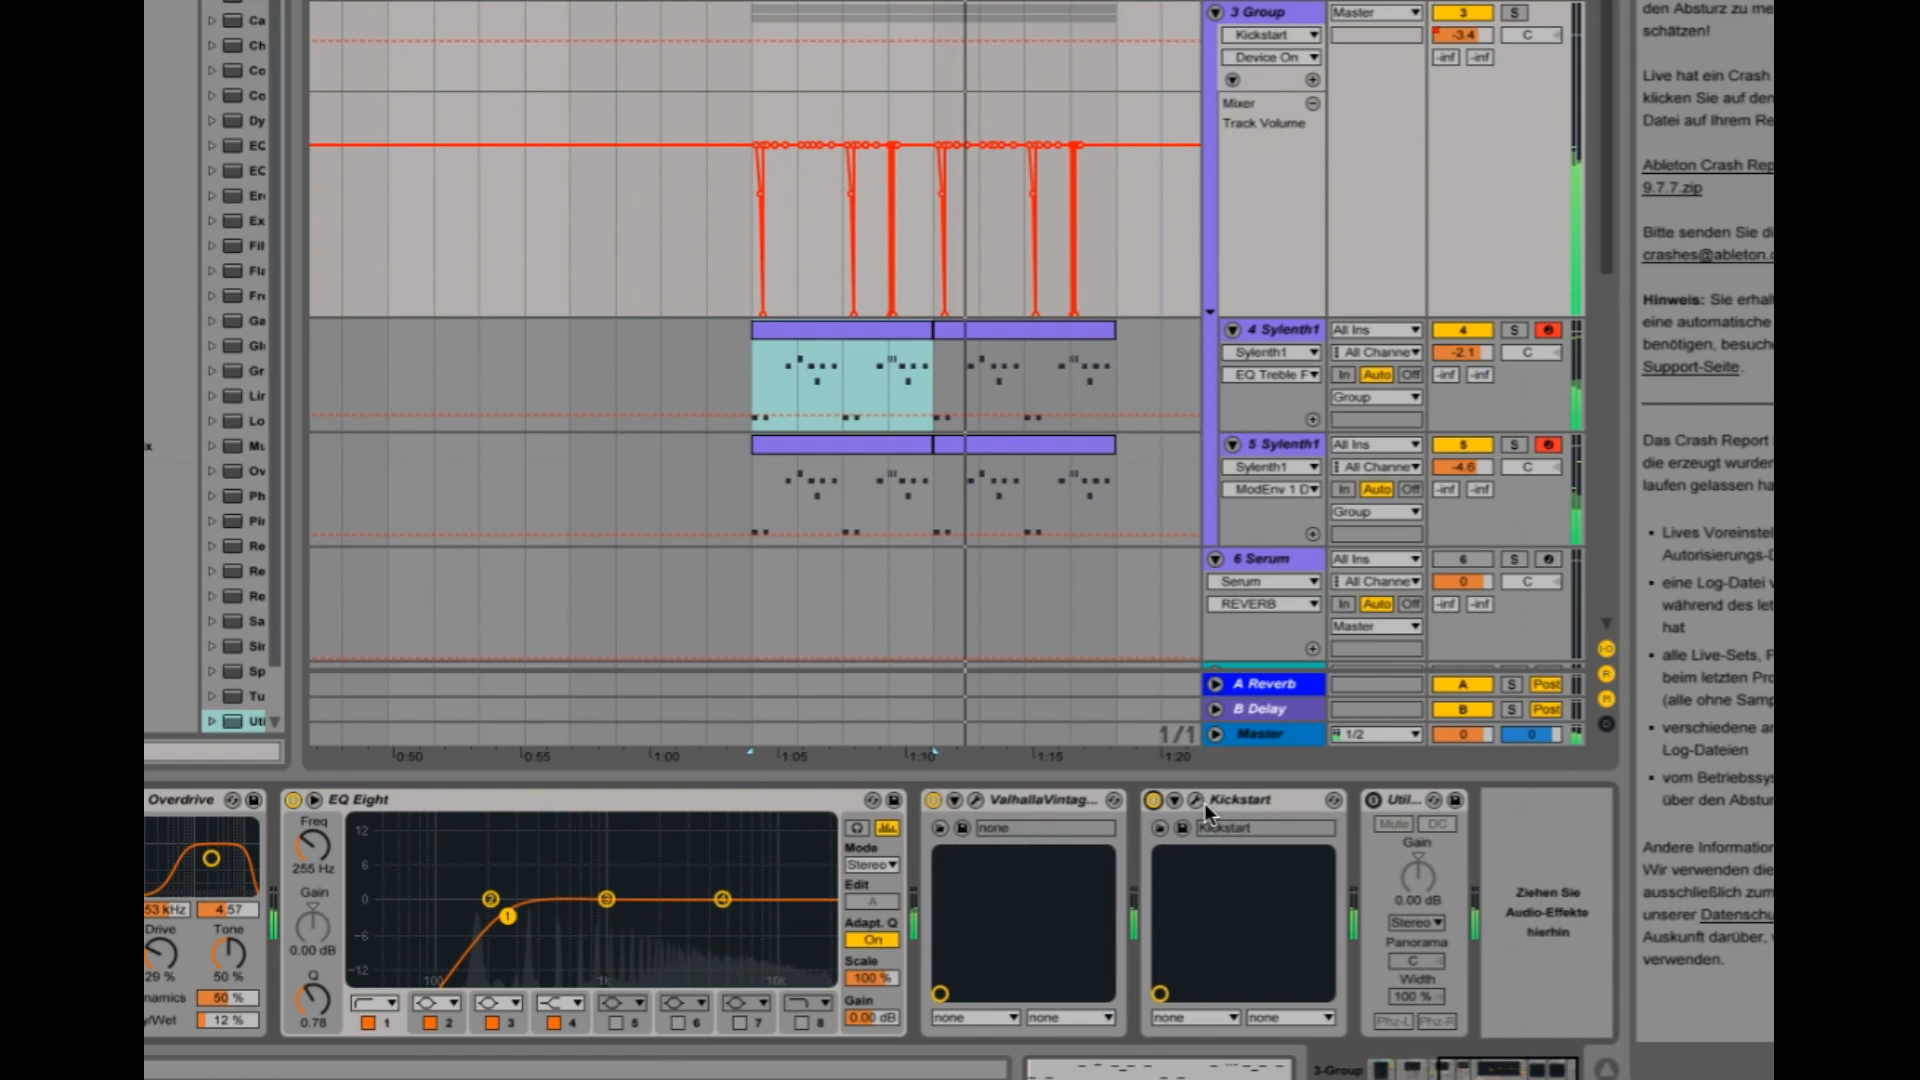 3 Group
Master
3
S
Kickstart
-3.4
C
Device On
-inf
-inf
Mixer
Track Volume
Ca
Ch
Co
Co
Dy
EC
EC
Ex
Ga
Gr
Lo
Ov
Ph
Re
Re
Re
Sa
Sp
Tu
4 Sylenth1
All Ins
4
S
Sylenth1
All Channe
-2.1
C
EQ Treble F
In
Auto
Off
-inf
-inf
Group
5 Sylenth1
All Ins
5
S
Sylenth1
All Channe
-4.6
C
ModEnv 1 D
In
Auto
Off
-inf
-inf
Group
6 Serum
All Ins
6
S
Serum
All Channe
0
C
REVERB
In
Auto
Off
-inf
-inf
Master
A Reverb
A
S
Post
B Delay
B
S
Post
1/1
Master
1/2
0
0
0:50
0:55
1:00
1:05
1:10
1:15
1:20
den Absturz zu me
schätzen!
Live hat ein Crash
klicken Sie auf den
Datei auf Ihrem Re
Ableton Crash Rep
9.7.7.zip
Bitte senden Sie di
crashes@ableton.c
Hinweis: Sie erhal
eine automatische
benötigen, besuch
Support-Seite.
Das Crash Report
die erzeugt wurde
laufen gelassen ha
Lives Voreinstel
Autorisierungs-D
eine Log-Datei v
während des let
hat
alle Live-Sets, P
beim letzten Pro
(alle ohne Samp
verschiedene an
Log-Dateien
vom Betriebssys
über den Abstur
Andere Information
Wir verwenden die
ausschließlich zum
unserer Datenschu
Auskunft darüber,
verwenden.
Overdrive
53 kHz
4.57
Drive
Tone
29 %
50 %
namics
50 %
y/Wet
12 %
EQ Eight
Freq
255 Hz
Gain
0.00 dB
Q
0.78
12
6
0
-6
-12
100
1k
10k
1
2
3
4
1
2
3
4
5
6
7
8
Mode
Stereo
Edit
A
Adapt. Q
On
Scale
100 %
Gain
0.00 dB
ValhallaVintag...
none
none
none
Kickstart
Kickstart
none
none
Util...
Mute
DC
Gain
0.00 dB
Stereo
Panorama
C
Width
100 %
Phz-L
Phz-R
Ziehen Sie
Audio-Effekte
hierhin
3-Group